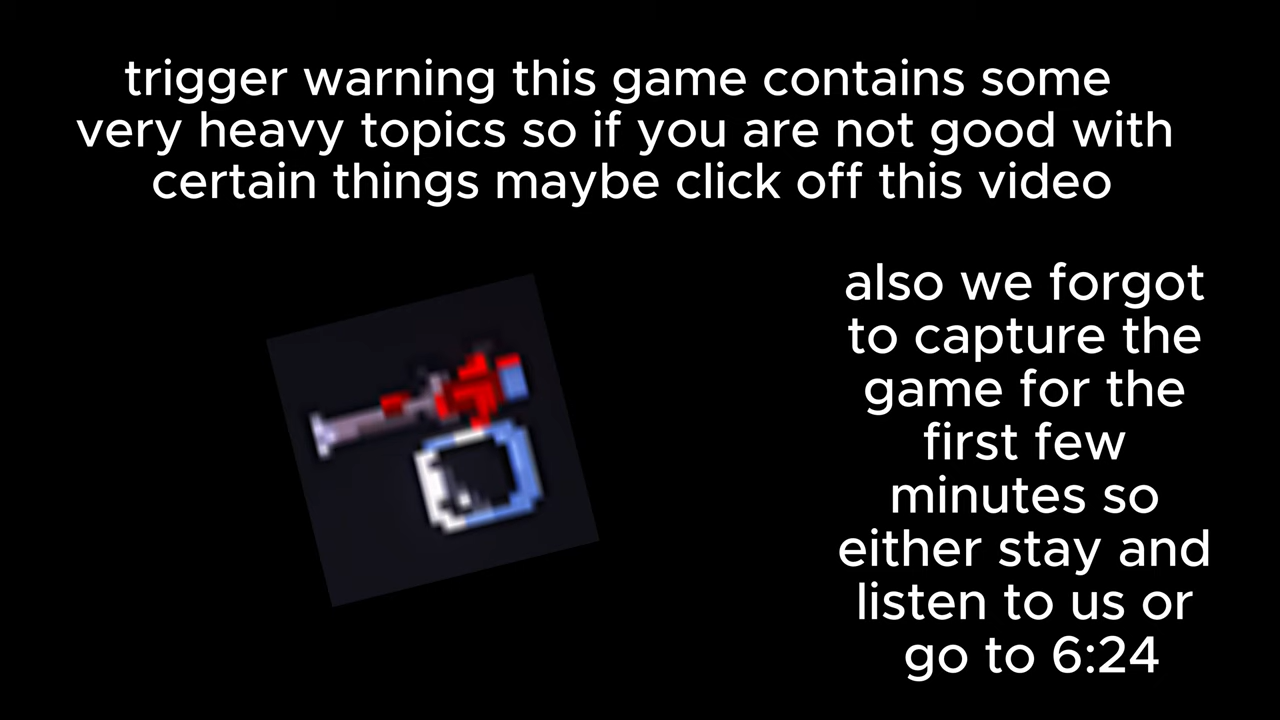 trigger warning this game contains some
very heavy topics so if you are not good with
certain things maybe click off this video
also we forgot
to capture the
game for the
first few
minutes so
either stay and
listen to us or
go to 6:24